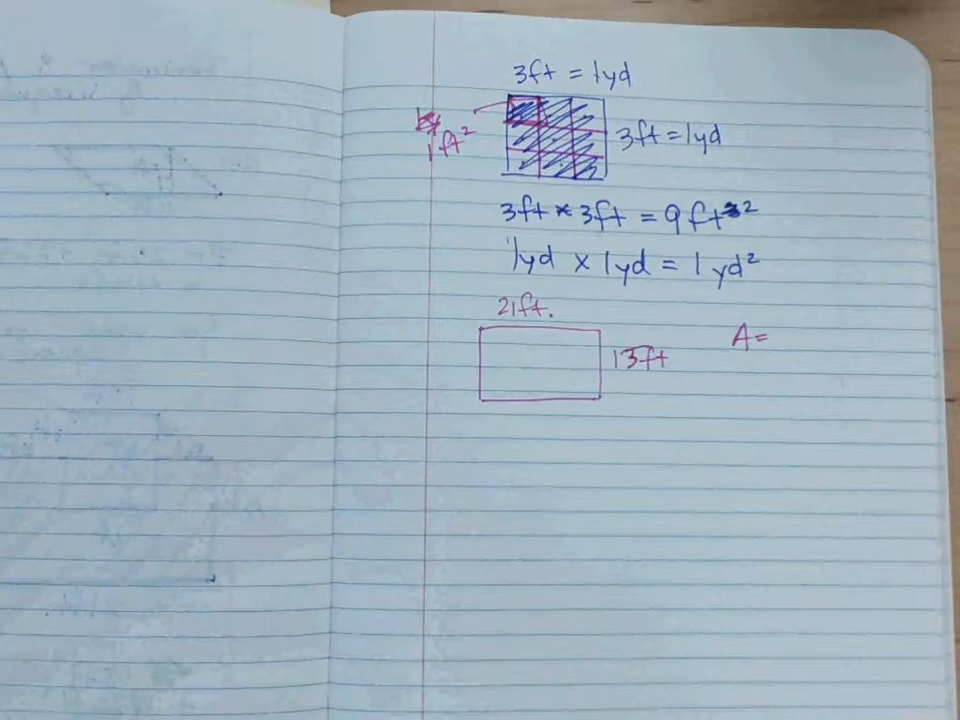 3ft = 1yd
1ft²
3ft = 1yd
3ft × 3ft = 9ft²
1yd × 1yd = 1yd²
21ft.
13ft
A=